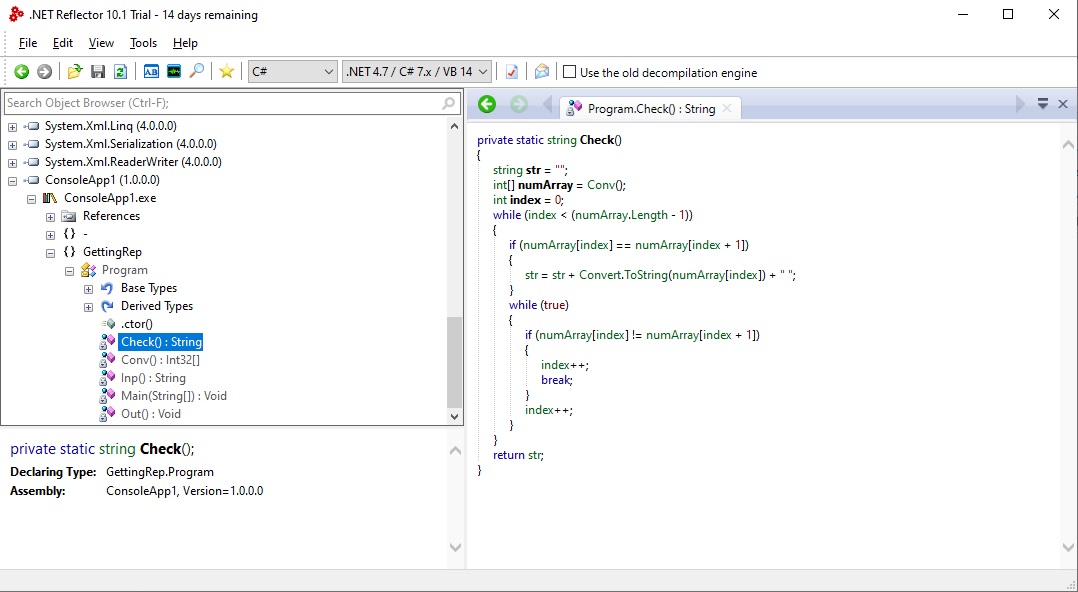 .NET Reflector 10.1 Trial - 14 days remaining
File Edit View Tools Help
C# .NET 4.7 / C# 7.x / VB 14 Use the old decompilation engine
Search Object Browser (Ctrl-F);
System.Xml.Linq (4.0.0.0)
System.Xml.Serialization (4.0.0.0)
System.Xml.ReaderWriter (4.0.0.0)
ConsoleApp1 (1.0.0.0)
ConsoleApp1.exe
References
{} -
{} GettingRep
Program
Base Types
Derived Types
.ctor()
Check() : String
Conv() : Int32[]
Inp() : String
Main(String[]) : Void
Out() : Void
private static string Check();
Declaring Type: GettingRep.Program
Assembly: ConsoleApp1, Version=1.0.0.0
Program.Check() : String
private static string Check()
{
string str = "";
int[] numArray = Conv();
int index = 0;
while (index < (numArray.Length - 1))
{
if (numArray[index] == numArray[index + 1])
{
str = str + Convert.ToString(numArray[index]) + " ";
}
while (true)
{
if (numArray[index] != numArray[index + 1])
{
index++;
break;
}
index++;
}
}
return str;
}